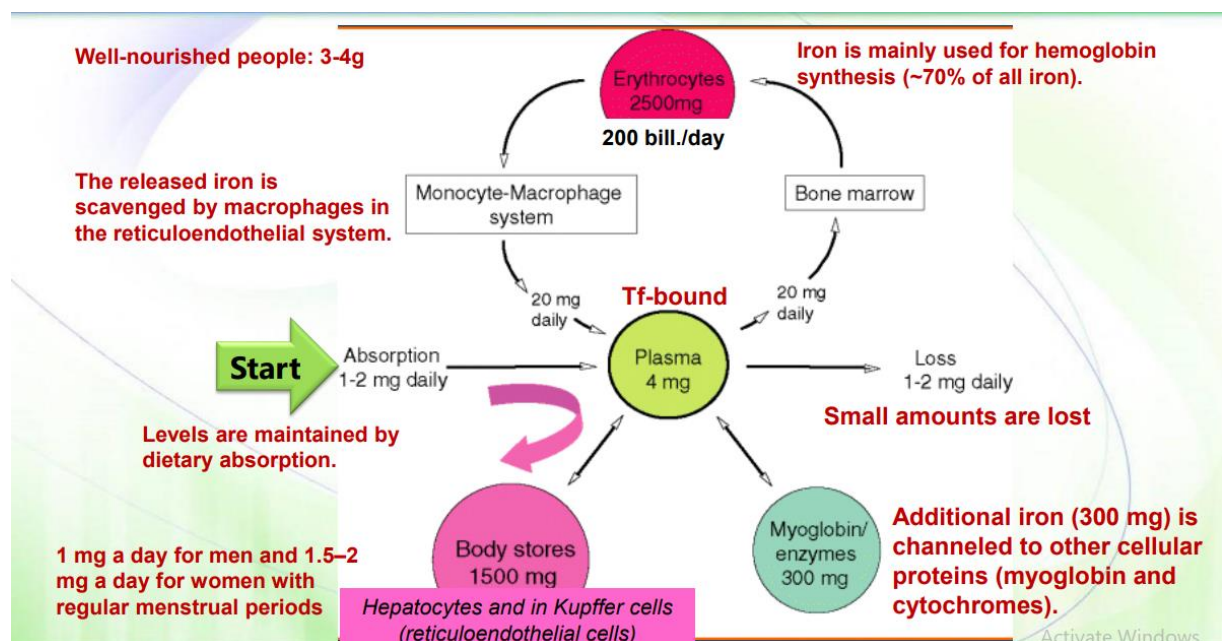 Well-nourished people: 3-4g
Iron is mainly used for hemoglobin
synthesis (~70% of all iron).
Erythrocytes
2500mg
200 bill./day
The released iron is
scavenged by macrophages in
the reticuloendothelial system.
Monocyte-Macrophage
system
Bone marrow
20 mg
daily
Tf-bound
20 mg
daily
Start
Absorption
1-2 mg daily
Plasma
4 mg
Loss
1-2 mg daily
Small amounts are lost
Levels are maintained by
dietary absorption.
1 mg a day for men and 1.5–2
mg a day for women with
regular menstrual periods
Body stores
1500 mg
Hepatocytes and in Kupffer cells
(reticuloendothelial cells)
Myoglobin/
enzymes
300 mg
Additional iron (300 mg) is
channeled to other cellular
proteins (myoglobin and
cytochromes).
Activate Windows